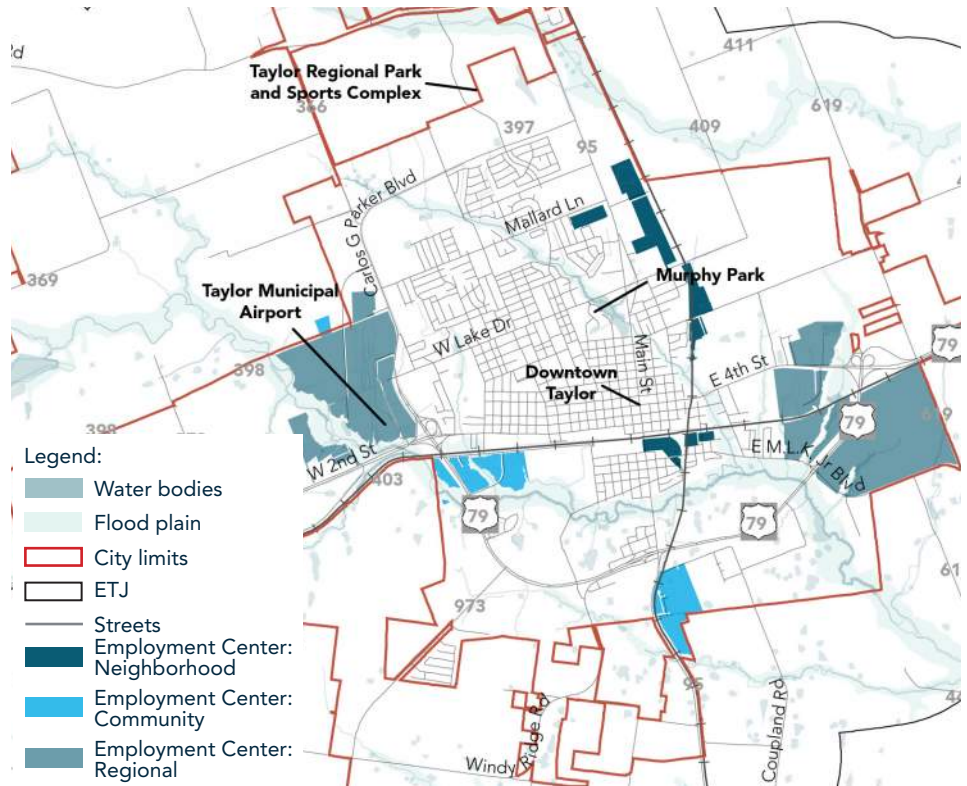 Rd
411
Taylor Regional Park
and Sports Complex
366
619
397
409
95
Carlos G Parker Blvd
Mallard Ln
369
Taylor Municipal
Airport
Murphy Park
W Lake Dr
Main St
79
398
Downtown
Taylor
E 4th St
619
79
398
W 2nd St
E M.L.K. Jr Blvd
403
79
79
973
95
Coupland Rd
Windy Ridge Rd
Legend:
Water bodies
Flood plain
City limits
ETJ
Streets
Employment Center:
Neighborhood
Employment Center:
Community
Employment Center:
Regional